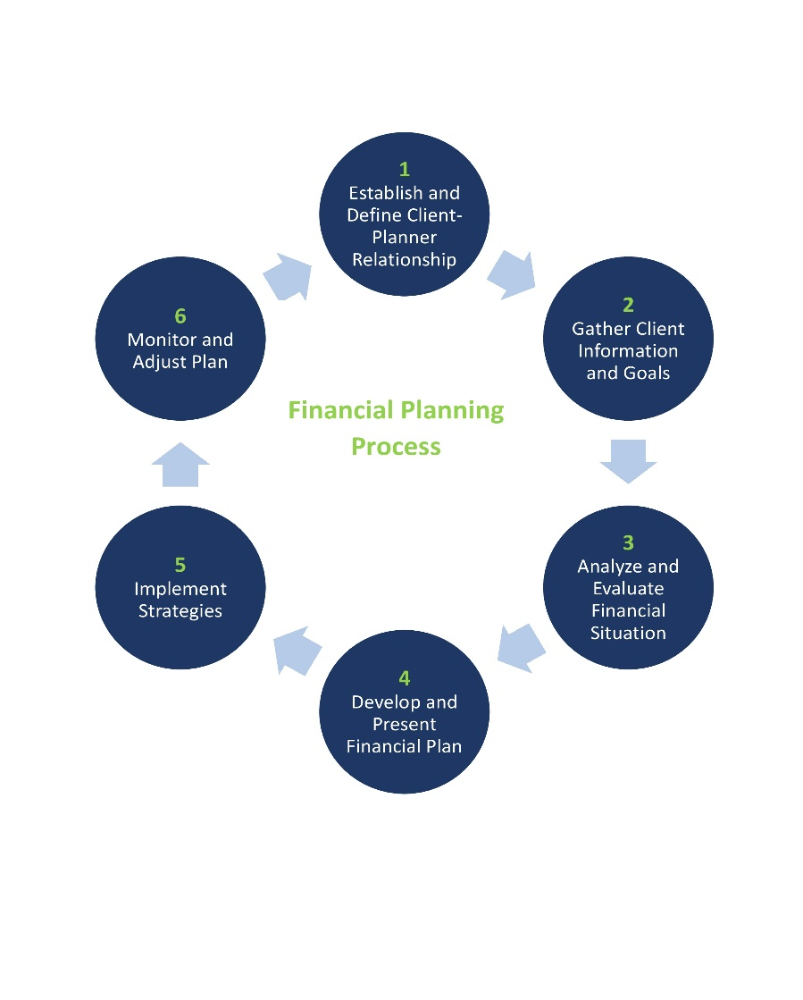 1
Establish and
Define Client-
Planner
Relationship
2
Gather Client
Information
and Goals
3
Analyze and
Evaluate
Financial
Situation
4
Develop and
Present
Financial Plan
5
Implement
Strategies
6
Monitor and
Adjust Plan
Financial Planning
Process